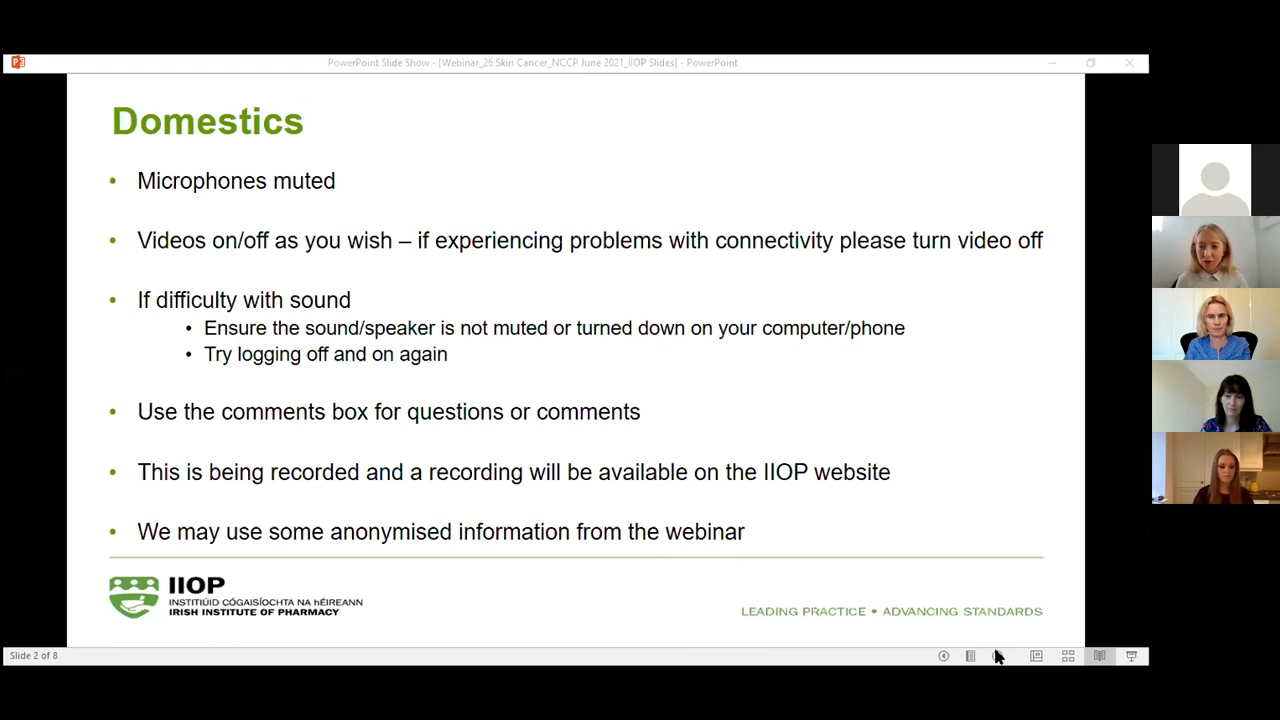 PowerPoint Slide Show - [Webinar_25 Skin Cancer_NCCP June 2021_IIOP Slides] - PowerPoint
Domestics
• Microphones muted
• Videos on/off as you wish – if experiencing problems with connectivity please turn video off
• If difficulty with sound
• Ensure the sound/speaker is not muted or turned down on your computer/phone
• Try logging off and on again
• Use the comments box for questions or comments
• This is being recorded and a recording will be available on the IIOP website
• We may use some anonymised information from the webinar
IIOP
INSTITIÚID CÓGAISÍOCHTA NA HÉIREANN
IRISH INSTITUTE OF PHARMACY
LEADING PRACTICE • ADVANCING STANDARDS
Slide 2 of 8